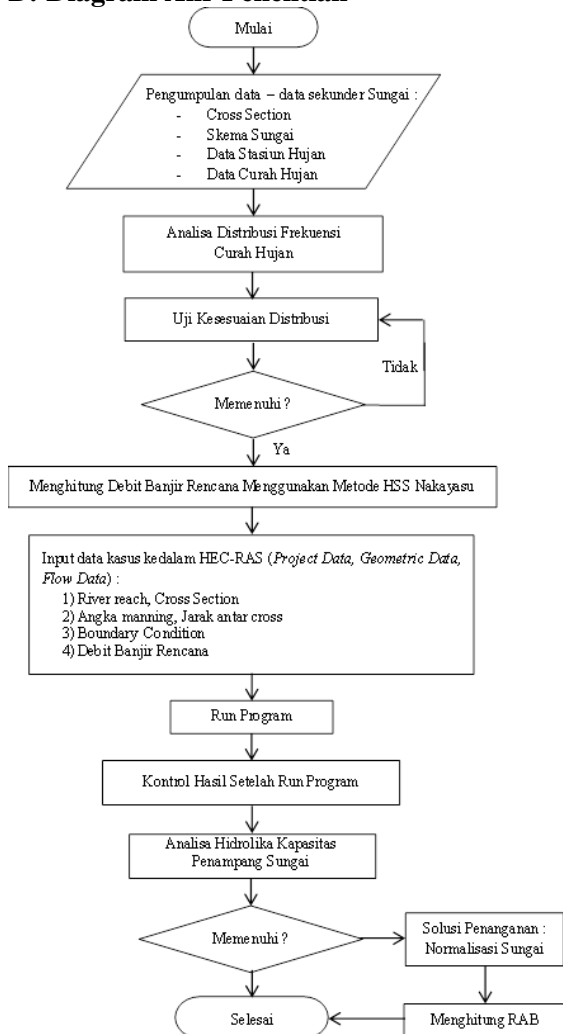 D. Diagram Alir Penelitian
Mulai
Pengumpulan data – data sekunder Sungai :
- Cross Section
- Skema Sungai
- Data Stasiun Hujan
- Data Curah Hujan
Analisa Distribusi Frekuensi
Curah Hujan
Uji Kesesuaian Distribusi
Tidak
Memenuhi ?
Ya
Menghitung Debit Banjir Rencana Menggunakan Metode HSS Nakayasu
Input data kasus kedalam HEC-RAS (Project Data, Geometric Data,
Flow Data) :
1) River reach, Cross Section
2) Angka manning, Jarak antar cross
3) Boundary Condition
4) Debit Banjir Rencana
Run Program
Kontrol Hasil Setelah Run Program
Analisa Hidrolika Kapasitas
Penampang Sungai
Memenuhi ?
Solusi Penanganan :
Normalisasi Sungai
Selesai
Menghitung RAB